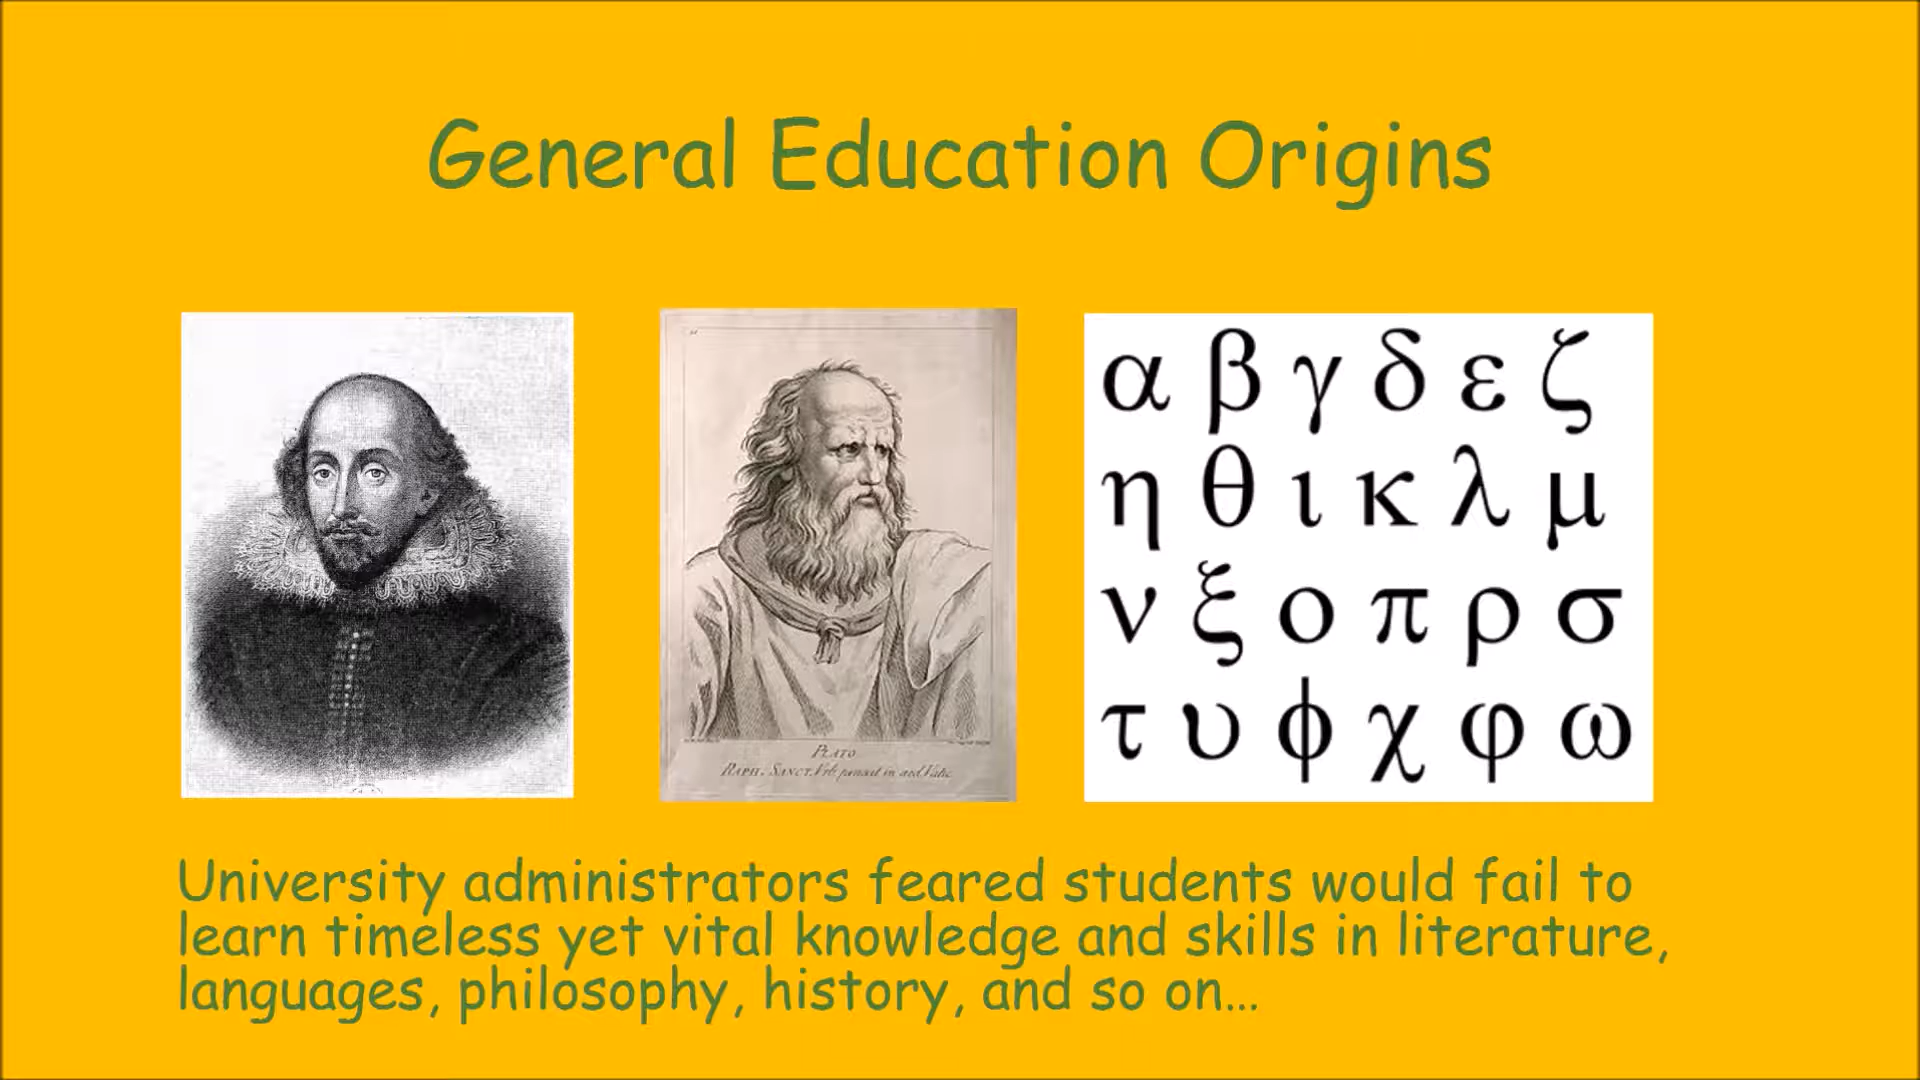 General Education Origins
PLATO
α β γ δ ε ζ
η θ ι κ λ μ
ν ξ ο π ρ σ
τ υ ϕ χ φ ω
University administrators feared students would fail to
learn timeless yet vital knowledge and skills in literature,
languages, philosophy, history, and so on...